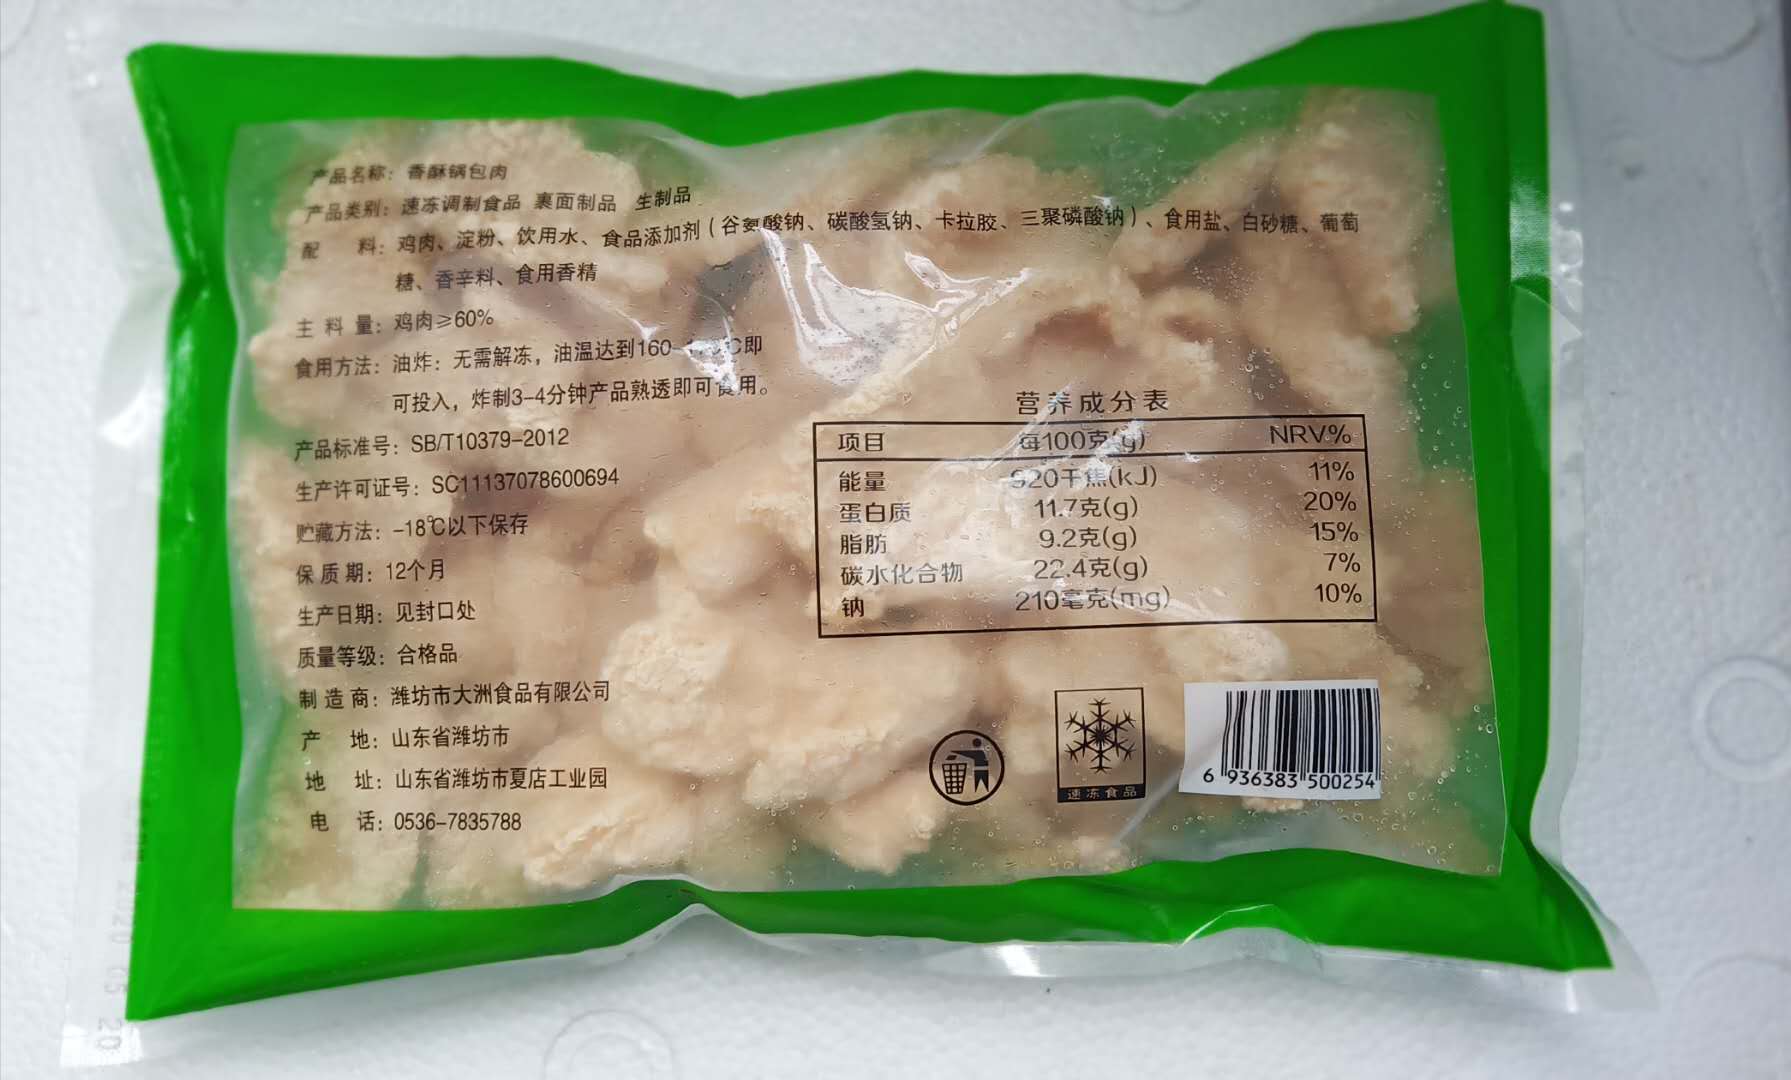 产品名称：香酥锅包肉
产品类别：速冻调制食品 裹面制品 生制品
配 料：鸡肉、淀粉、饮用水、食品添加剂（谷氨酸钠、碳酸氢钠、卡拉胶、三聚磷酸钠）、食用盐、白砂糖、葡萄
糖、香辛料、食用香精
主 料 量：鸡肉≥60%
食用方法：油炸：无需解冻，油温达到160-
即
可投入，炸制3-4分钟产品熟透即可食用。
产品标准号：SB/T10379-2012
生产许可证号：SC11137078600694
贮藏方法：-18℃以下保存
保 质 期：12个月
生产日期：见封口处
质量等级：合格品
制 造 商：潍坊市大洲食品有限公司
产 地：山东省潍坊市
地 址：山东省潍坊市夏店工业园
电 话：0536-7835788
营养成分表
项目 每100克(g) NRV%
能量 920千焦(kJ) 11%
蛋白质 11.7克(g) 20%
脂肪 9.2克(g) 15%
碳水化合物 22.4克(g) 7%
钠 210毫克(mg) 10%
速冻食品
6 936383 500254